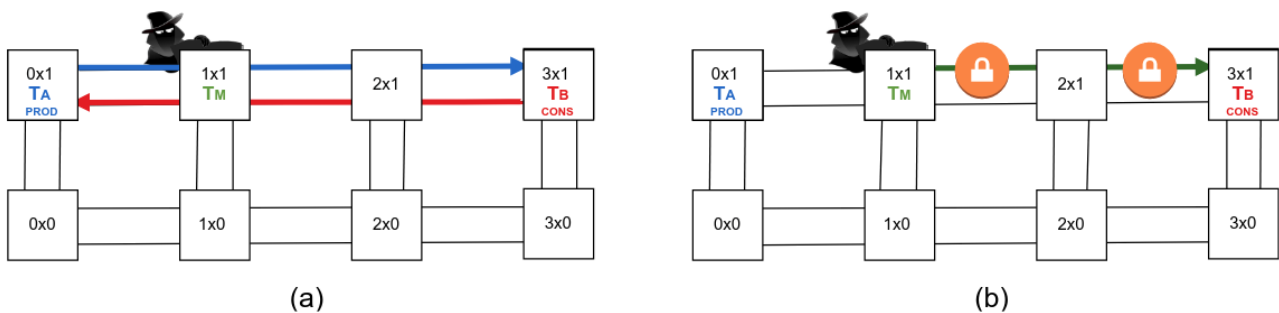 0x1
TA
PROD
1x1
TM
2x1
3x1
TB
CONS
0x0
1x0
2x0
3x0
(a)
0x1
TA
PROD
1x1
TM
2x1
3x1
TB
CONS
0x0
1x0
2x0
3x0
(b)